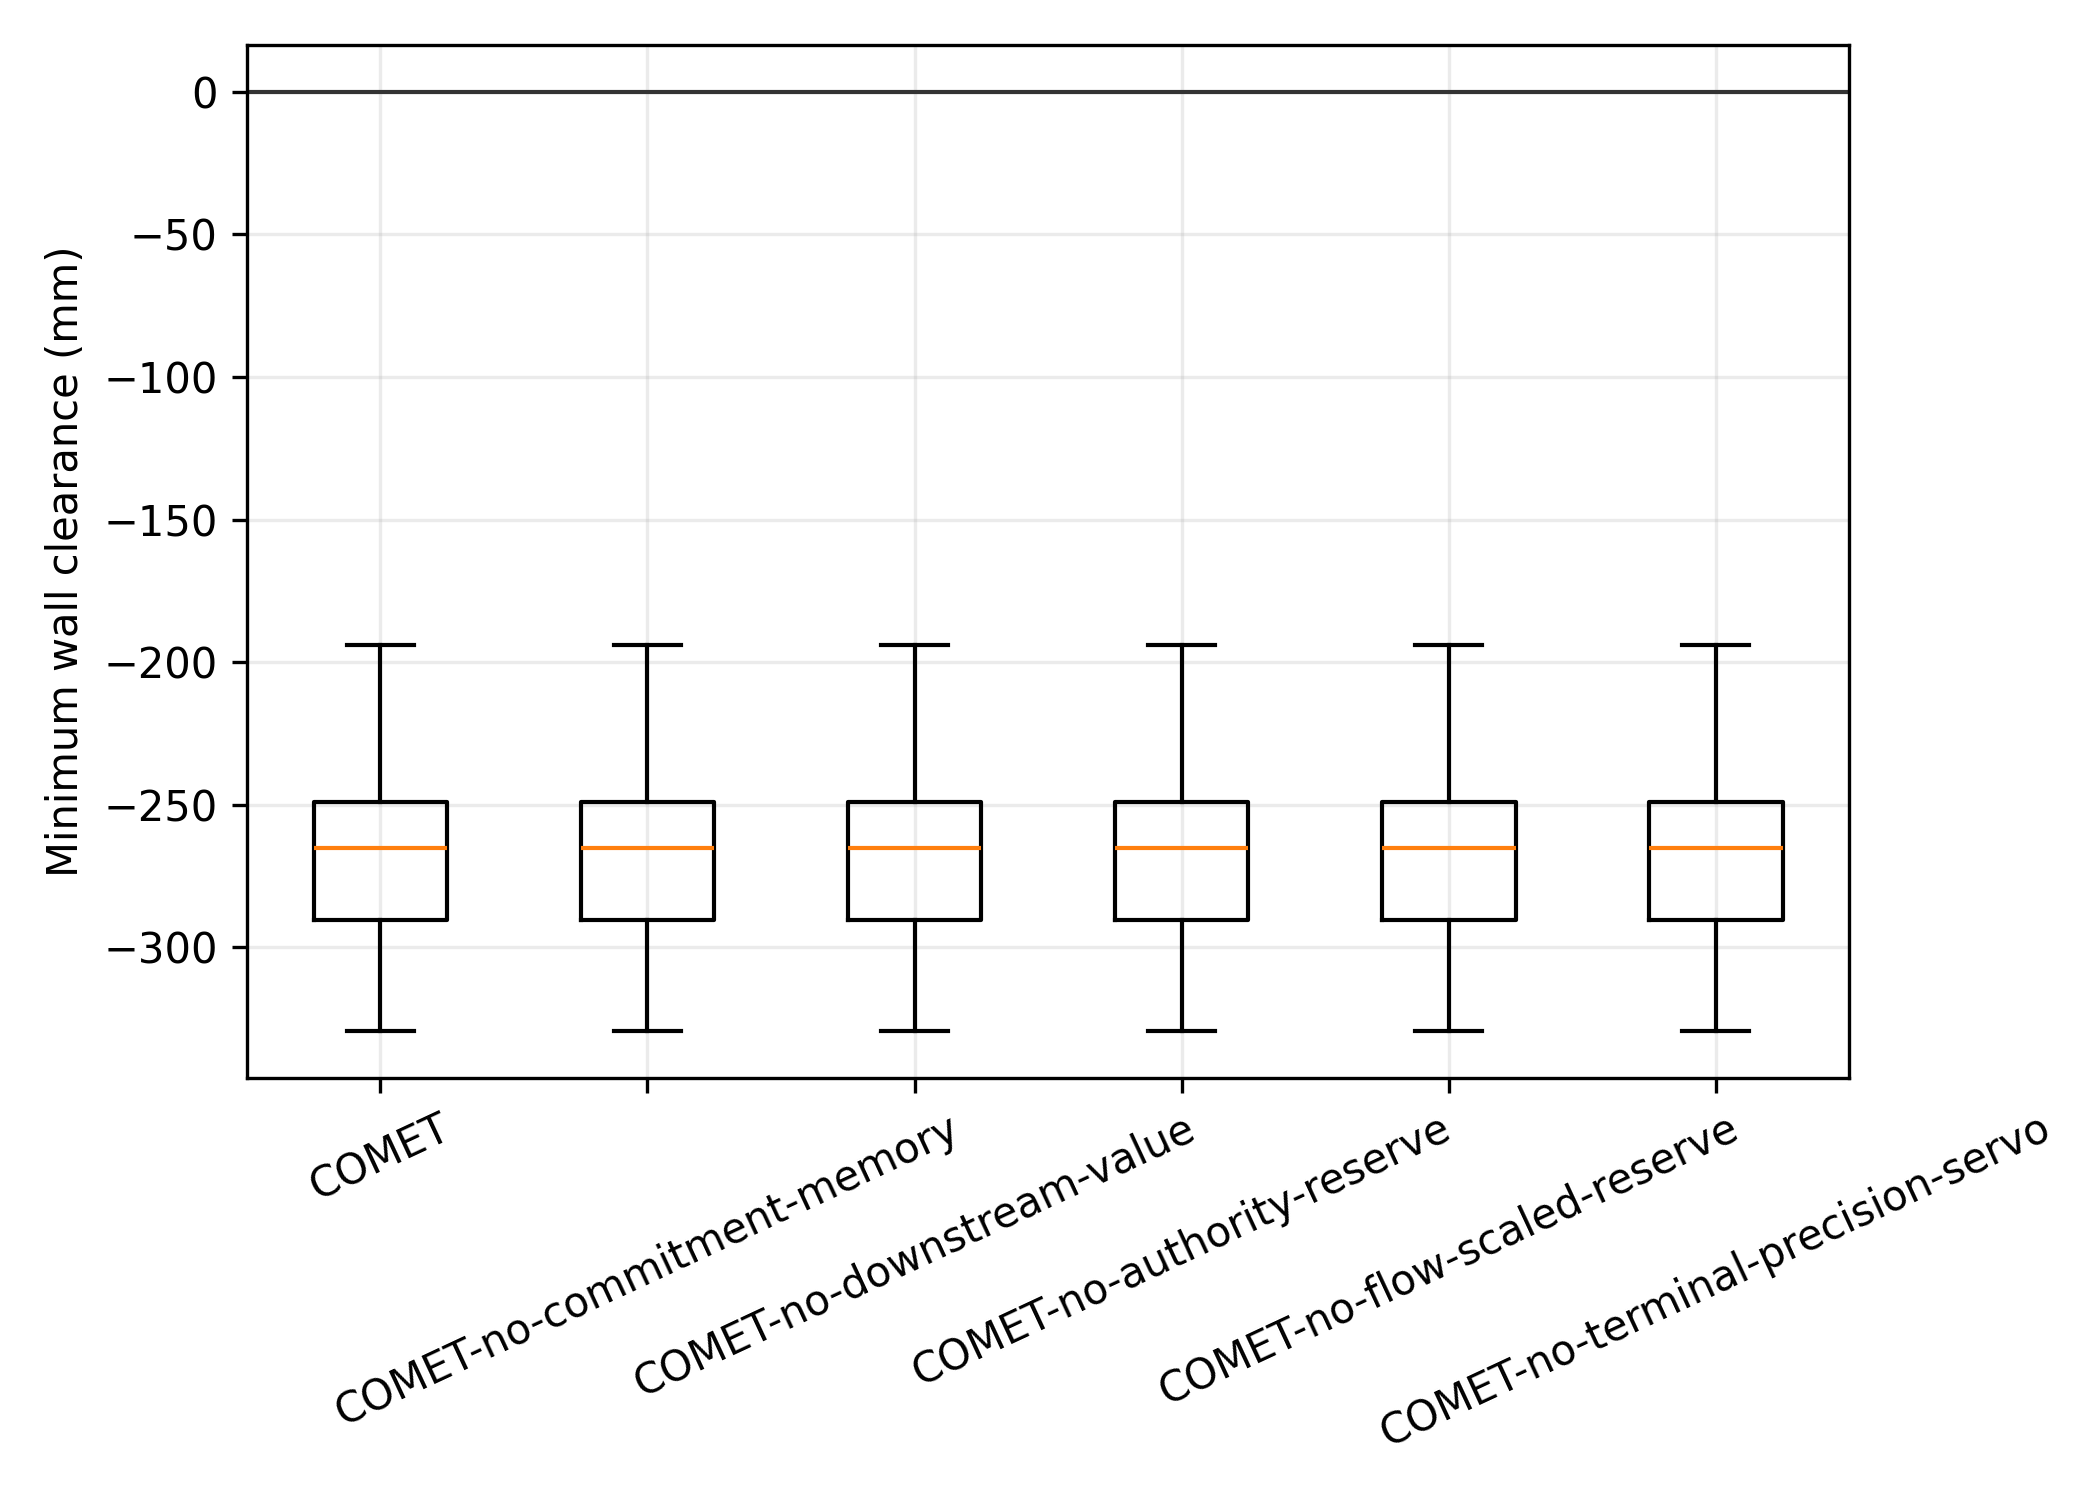 Minimum wall clearance (mm)
0
−50
−100
−150
−200
−250
−300
COMET
COMET-no-commitment-memory
COMET-no-downstream-value
COMET-no-authority-reserve
COMET-no-flow-scaled-reserve
COMET-no-terminal-precision-servo